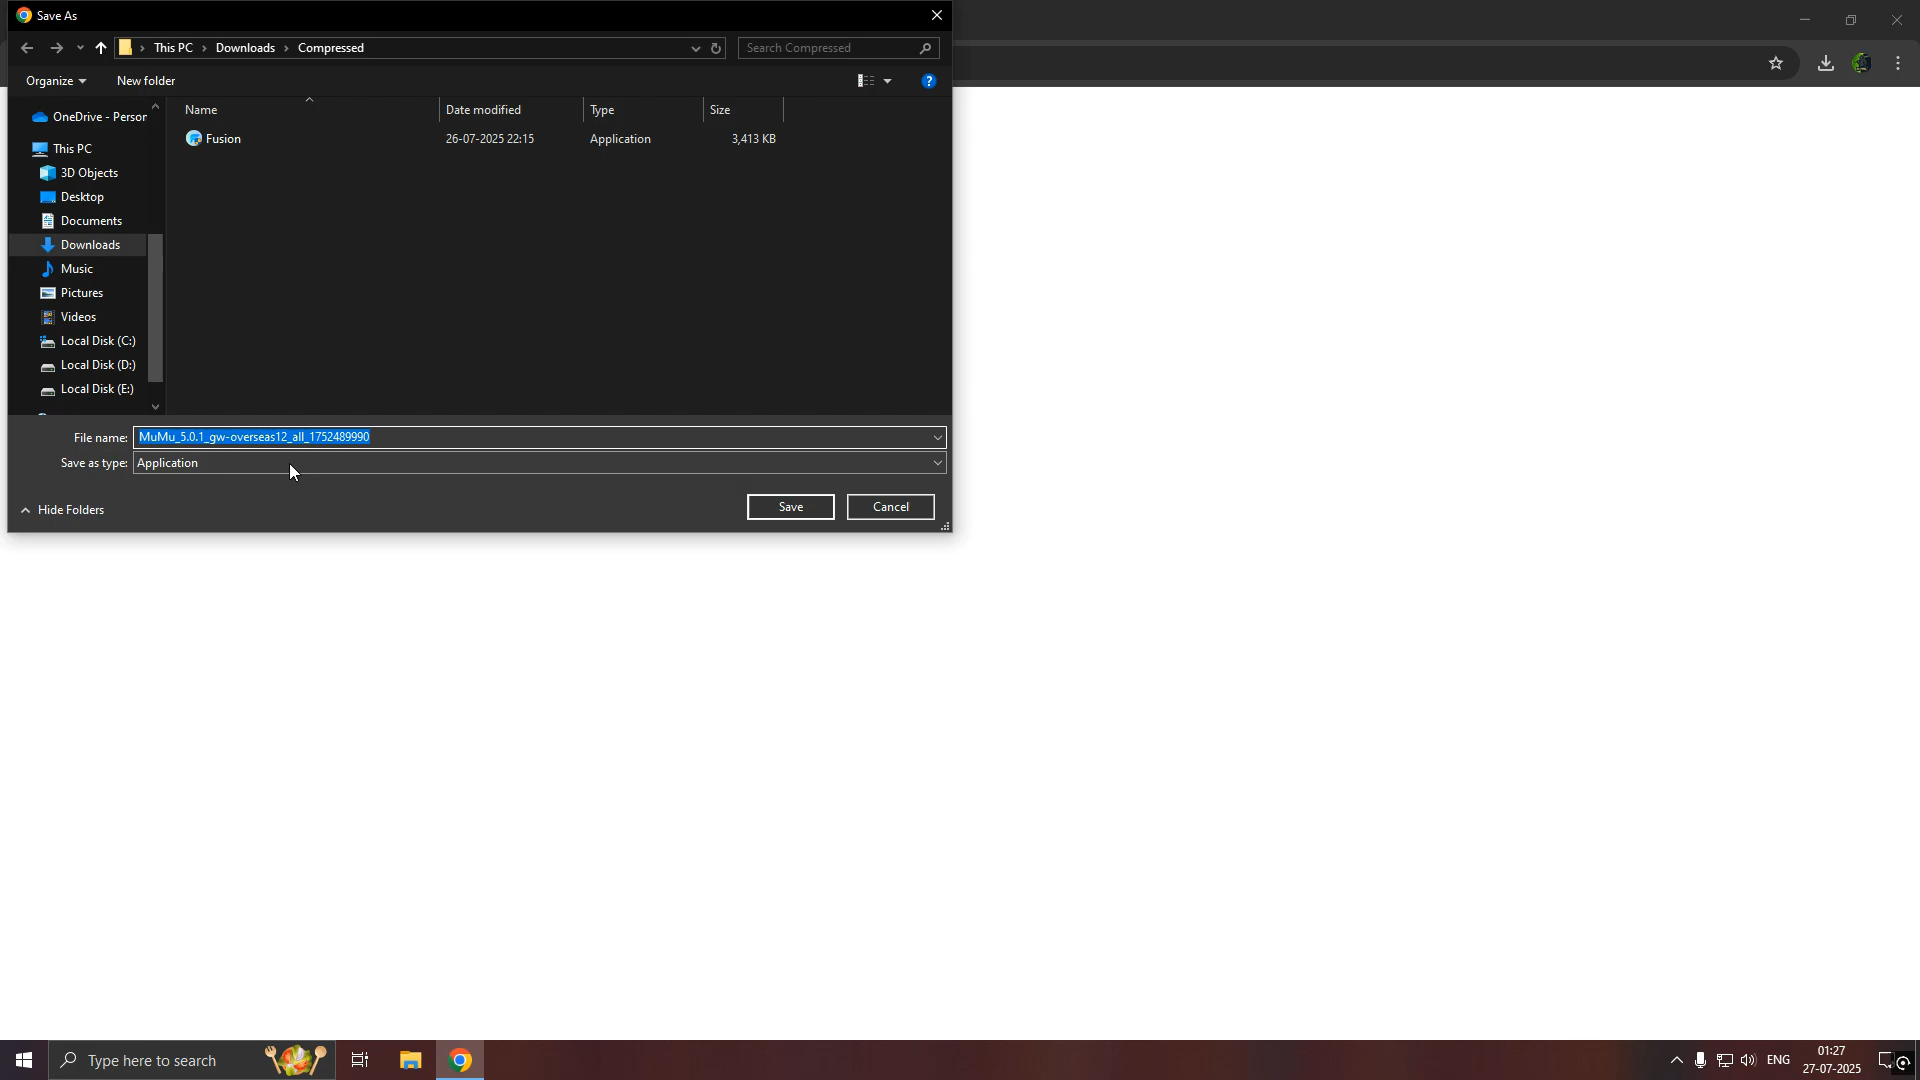 Save As
This PC
Downloads
Compressed
Search Compressed
Organize
New folder
?
Name
Date modified
Type
Size
Fusion
26-07-2025 22:15
Application
3,413 KB
OneDrive - Person
This PC
3D Objects
Desktop
Documents
Downloads
Music
Pictures
Videos
Local Disk (C:)
Local Disk (D:)
Local Disk (E:)
File name: MuMu_5.0.1_gw-overseas12_all_1752489990
Save as type: Application
Hide Folders
Save
Cancel
Type here to search
ENG
01:27
27-07-2025